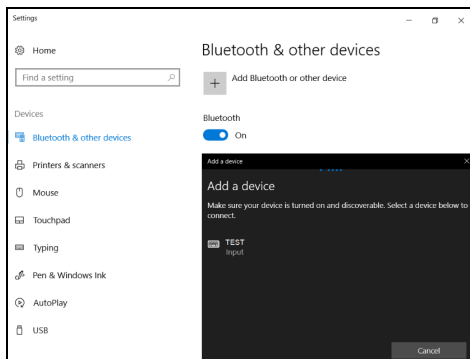 Settings
Home
Find a setting
Devices
Bluetooth & other devices
Printers & scanners
Mouse
Touchpad
Typing
Pen & Windows Ink
AutoPlay
USB
Bluetooth & other devices
Add Bluetooth or other device
Bluetooth
On
Add a device
Add a device
Make sure your device is turned on and discoverable. Select a device below to
connect.
TEST
Input
Cancel